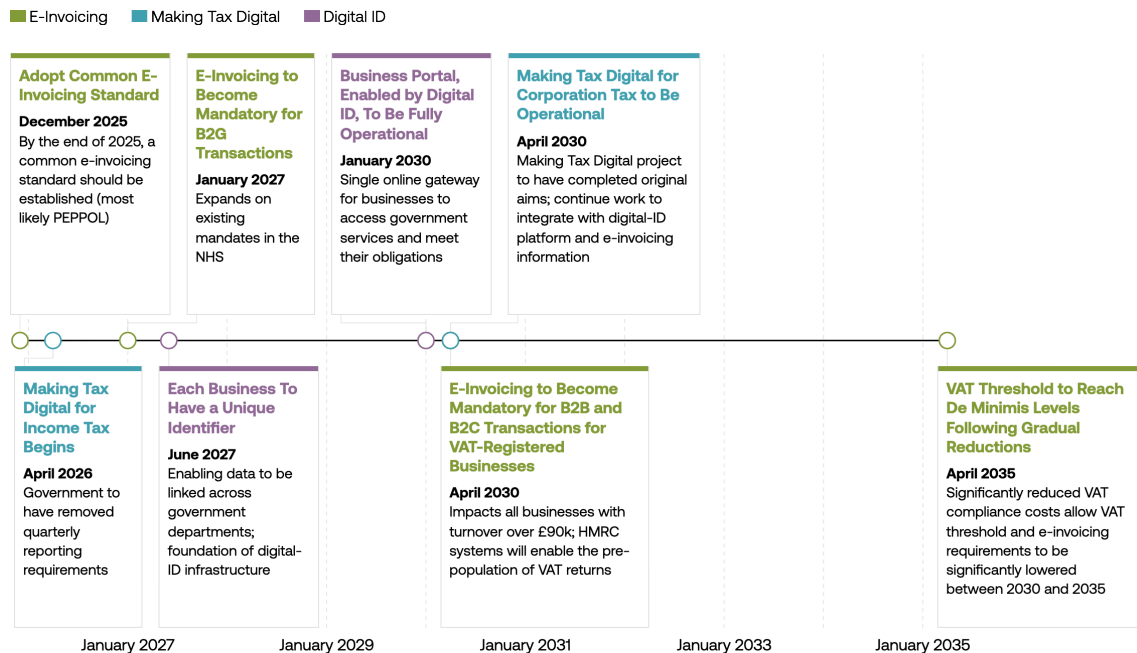 E-Invoicing
Making Tax Digital
Digital ID
Adopt Common E-
Invoicing Standard
December 2025
By the end of 2025, a
common e-invoicing
standard should be
established (most
likely PEPPOL)
E-Invoicing to
Become
Mandatory for
B2G
Transactions
January 2027
Expands on
existing
mandates in the
NHS
Business Portal,
Enabled by Digital
ID, To Be Fully
Operational
January 2030
Single online gateway
for businesses to
access government
services and meet
their obligations
Making Tax Digital for
Corporation Tax to Be
Operational
April 2030
Making Tax Digital project
to have completed original
aims; continue work to
integrate with digital-ID
platform and e-invoicing
information
Making Tax
Digital for
Income Tax
Begins
April 2026
Government to
have removed
quarterly
reporting
requirements
Each Business To
Have a Unique
Identifier
June 2027
Enabling data to be
linked across
government
departments;
foundation of digital-
ID infrastructure
E-Invoicing to Become
Mandatory for B2B and
B2C Transactions for
VAT-Registered
Businesses
April 2030
Impacts all businesses with
turnover over £90k; HMRC
systems will enable the pre-
population of VAT returns
VAT Threshold to Reach
De Minimis Levels
Following Gradual
Reductions
April 2035
Significantly reduced VAT
compliance costs allow VAT
threshold and e-invoicing
requirements to be
significantly lowered
between 2030 and 2035
January 2027
January 2029
January 2031
January 2033
January 2035